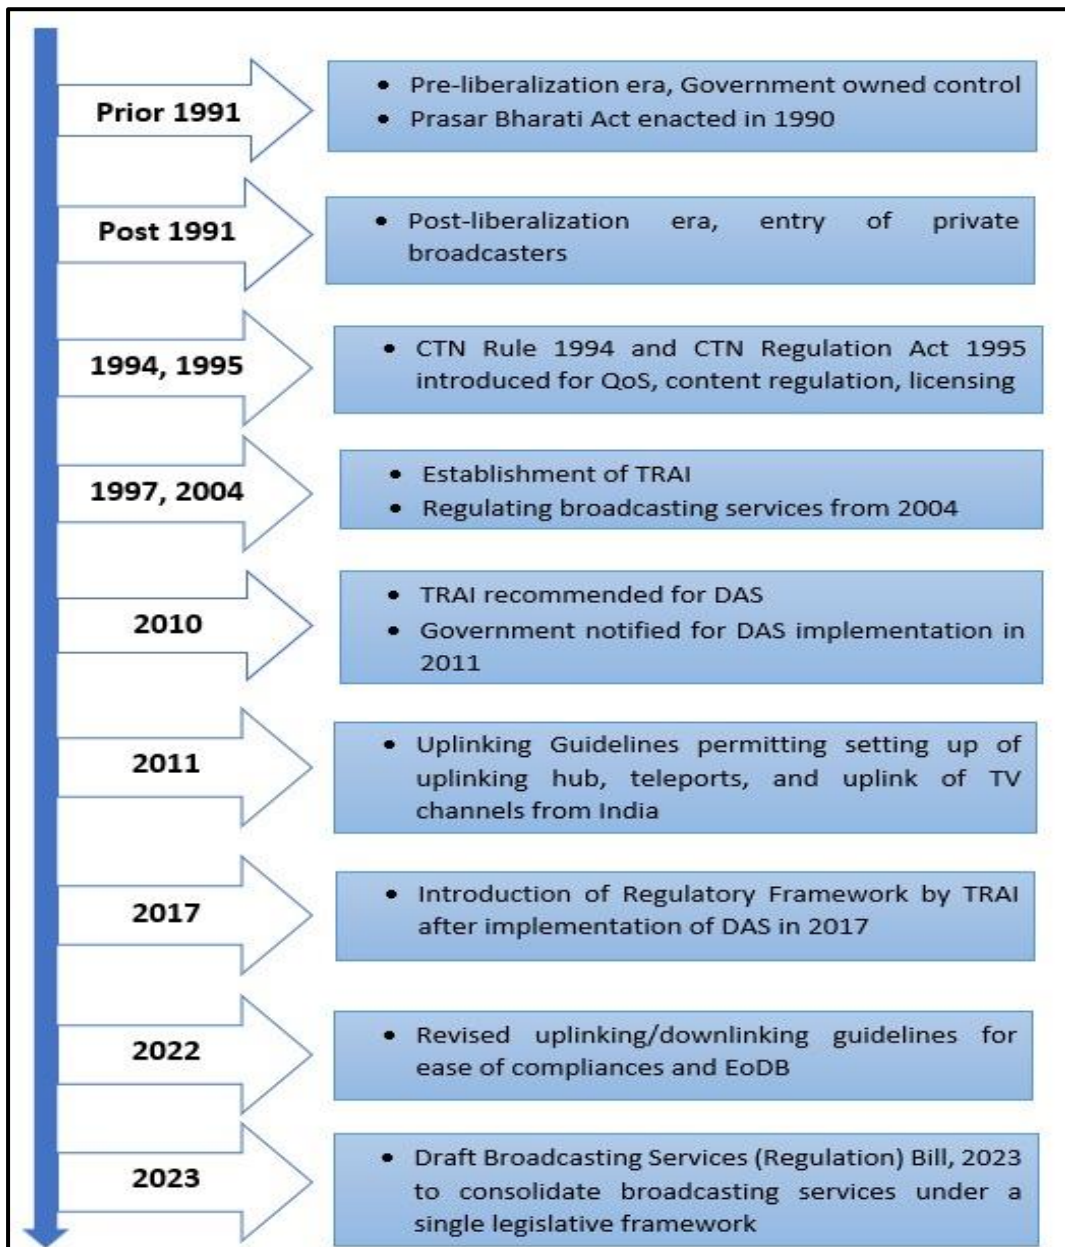 Prior 1991
• Pre-liberalization era, Government owned control
• Prasar Bharati Act enacted in 1990
Post 1991
• Post-liberalization era, entry of private
broadcasters
1994, 1995
• CTN Rule 1994 and CTN Regulation Act 1995
introduced for QoS, content regulation, licensing
1997, 2004
• Establishment of TRAI
• Regulating broadcasting services from 2004
2010
• TRAI recommended for DAS
• Government notified for DAS implementation in
2011
2011
• Uplinking Guidelines permitting setting up of
uplinking hub, teleports, and uplink of TV
channels from India
2017
• Introduction of Regulatory Framework by TRAI
after implementation of DAS in 2017
2022
• Revised uplinking/downlinking guidelines for
ease of compliances and EoDB
2023
• Draft Broadcasting Services (Regulation) Bill, 2023
to consolidate broadcasting services under a
single legislative framework